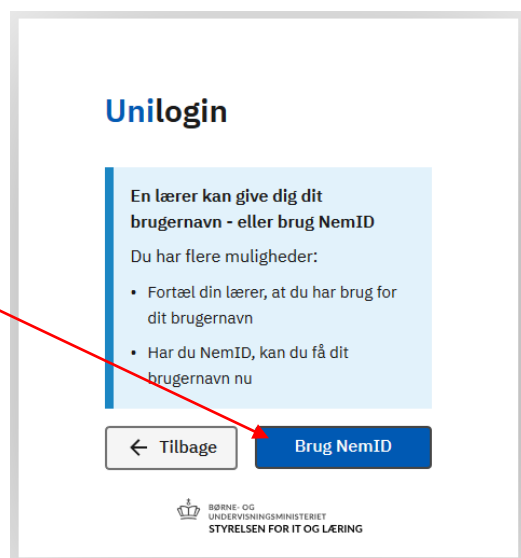 Unilogin
En lærer kan give dig dit
brugernavn - eller brug NemID
Du har flere muligheder:
• Fortæl din lærer, at du har brug for
dit brugernavn
• Har du NemID, kan du få dit
brugernavn nu
← Tilbage
Brug NemID
BØRNE- OG
UNDERVISNINGSMINISTERIET
STYRELSEN FOR IT OG LÆRING